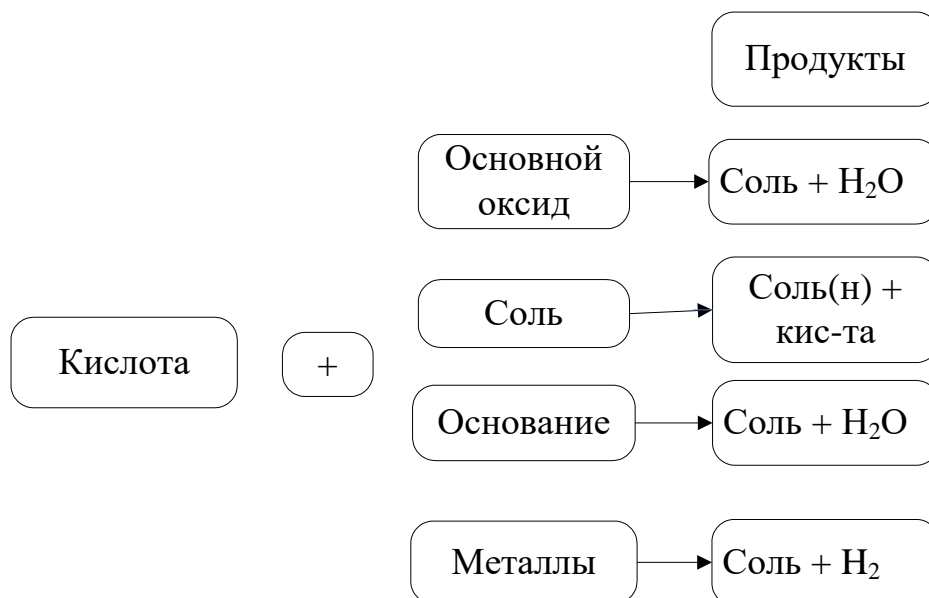 Продукты
Основной
оксид
Соль + H₂O
Соль
Соль(н) +
кис-та
Кислота
+
Основание
Соль + H₂O
Металлы
Соль + H₂